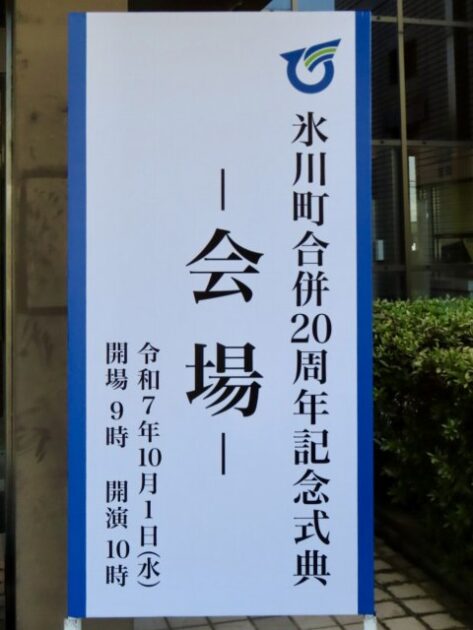 氷川町合併20周年記念式典
―会場―
令和7年10月1日(水)
開場9時　開演10時